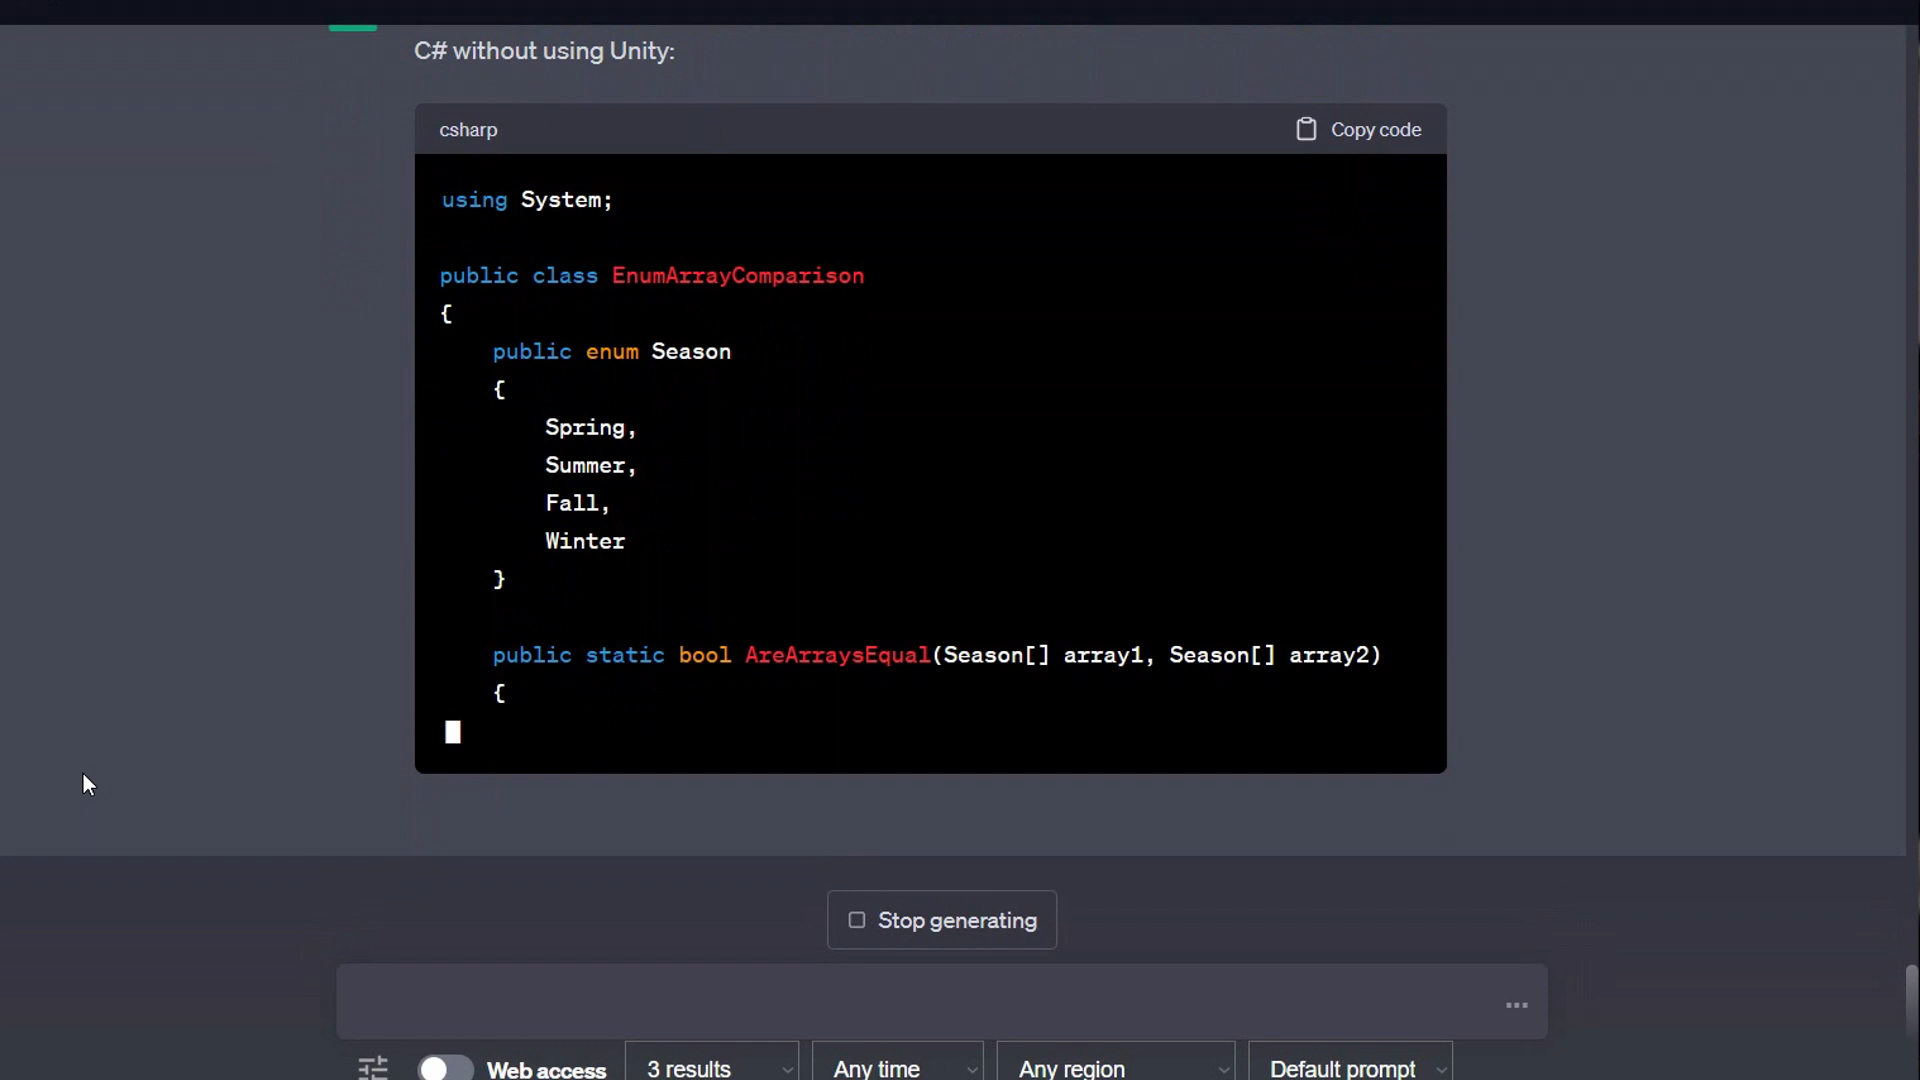 C# without using Unity:
csharp
Copy code
using System;
public class EnumArrayComparison
{
public enum Season
{
Spring,
Summer,
Fall,
Winter
}
public static bool AreArraysEqual(Season[] array1, Season[] array2)
{
Stop generating
Web access
3 results
Any time
Any region
Default prompt